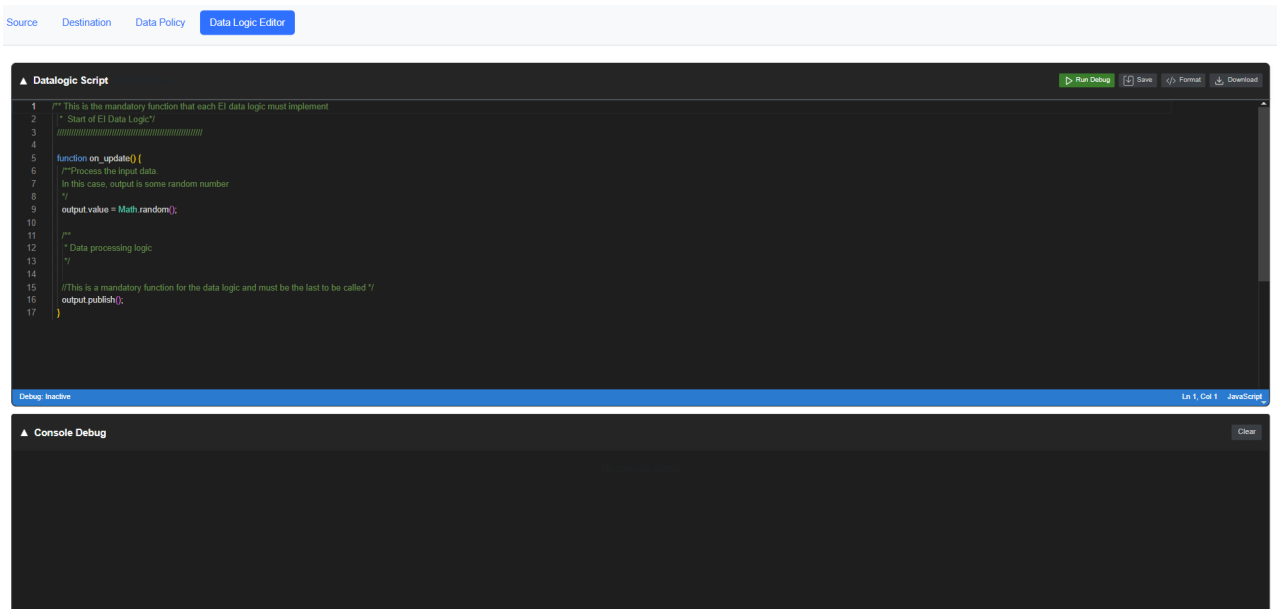 Source Destination Data Policy Data Logic Editor
▲ Datalogic Script Run Debug Save </> Format Download
1 /** This is the mandatory function that each EI data logic must implement
2 * Start of EI Data Logic*/
3
4
5 function on_update() {
6 /**Process the input data.
7 In this case, output is some random number
8 */
9 output.value = Math.random();
10
11 /**
12 * Data processing logic
13 */
14
15 //This is a mandatory function for the data logic and must be the last to be called */
16 output.publish();
17 }
Debug: Inactive Ln 1, Col 1 JavaScript
▲ Console Debug Clear